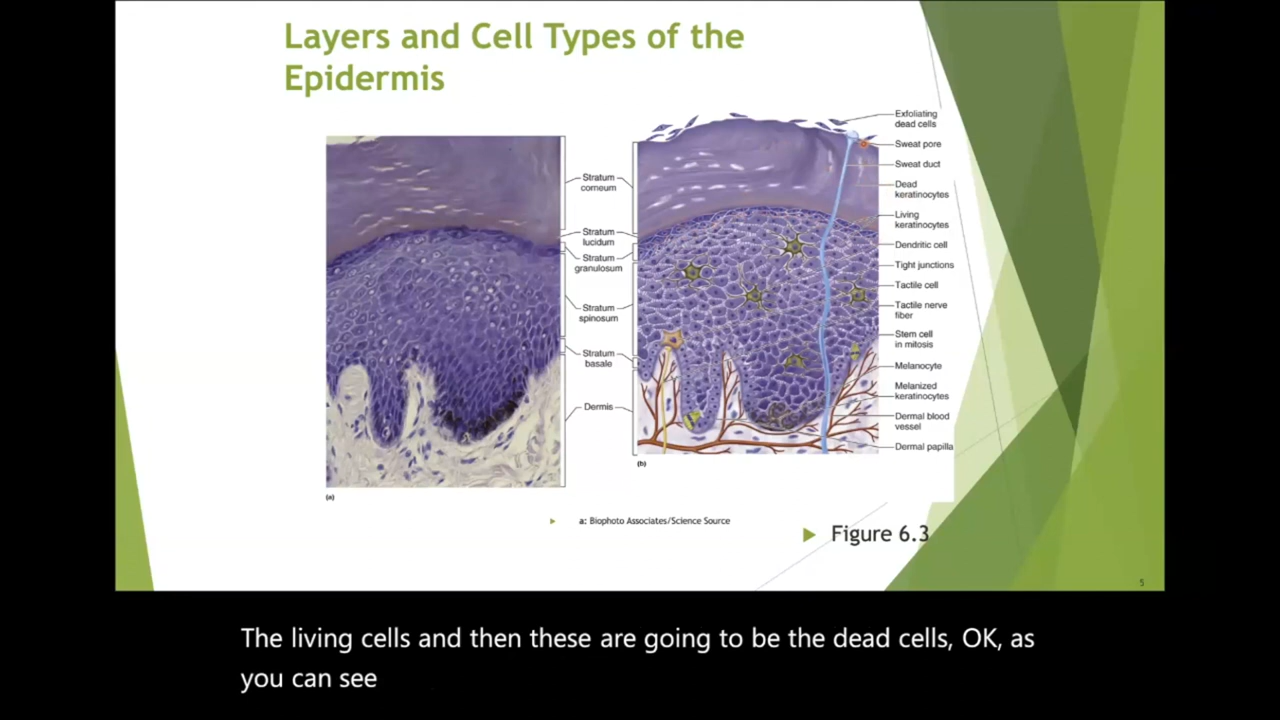 Layers and Cell Types of the
Epidermis
Stratum
corneum
Stratum
lucidum
Stratum
granulosum
Stratum
spinosum
Stratum
basale
Dermis
(a)
Exfoliating
dead cells
Sweat pore
Sweat duct
Dead
keratinocytes
Living
keratinocytes
Dendritic cell
Tight junctions
Tactile cell
Tactile nerve
fiber
Stem cell
in mitosis
Melanocyte
Melanized
keratinocytes
Dermal blood
vessel
Dermal papilla
(b)
a: Biophoto Associates/Science Source
Figure 6.3
5
The living cells and then these are going to be the dead cells, OK, as
you can see